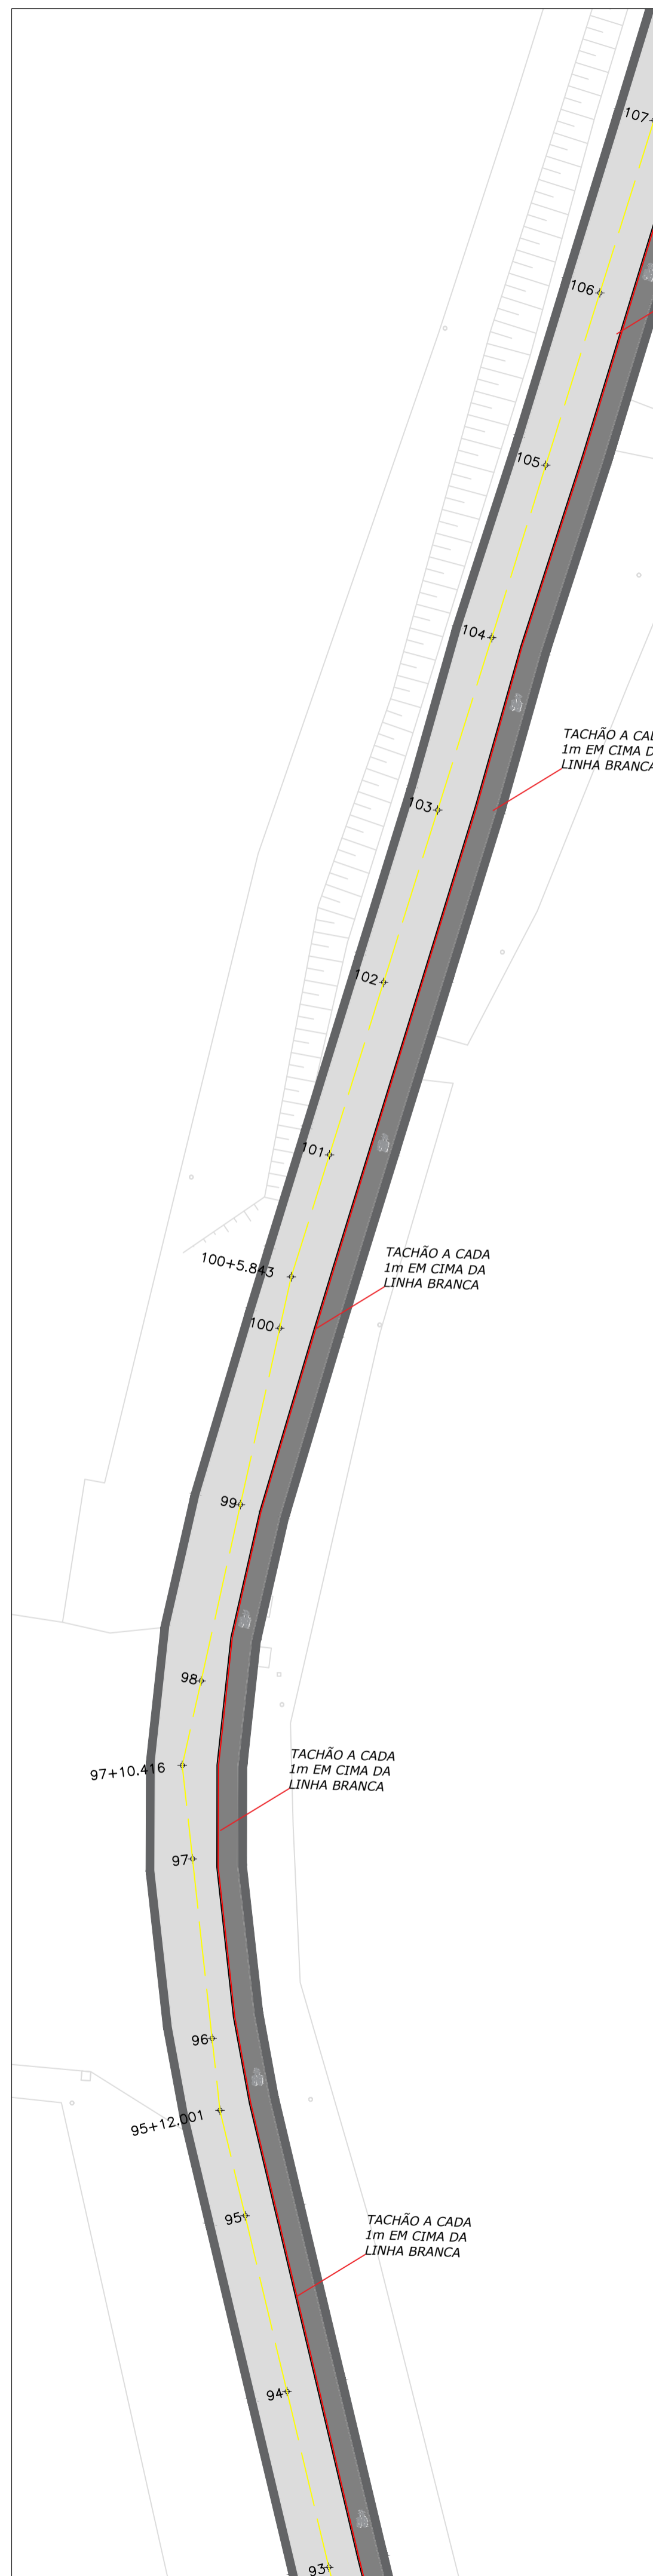 107
106
105
104
TACHÃO A CAD
1m EM CIMA D
LINHA BRANCA
103
102
101
TACHÃO A CADA
1m EM CIMA DA
LINHA BRANCA
100+5.843
100
99
98
TACHÃO A CADA
1m EM CIMA DA
LINHA BRANCA
97+10.416
97
96
95+12.001
95
TACHÃO A CADA
1m EM CIMA DA
LINHA BRANCA
94
93